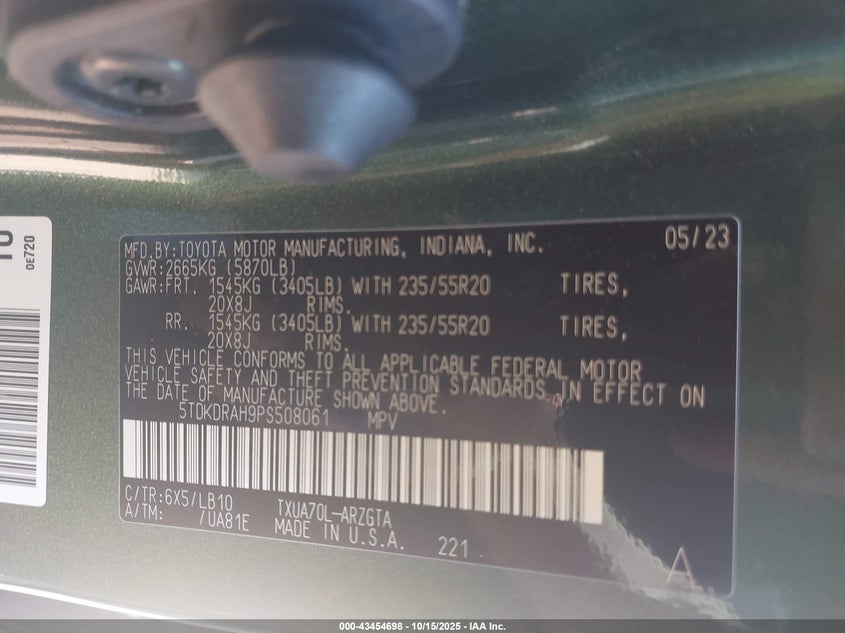 10
0E720
MFD.BY:TOYOTA MOTOR MANUFACTURING, INDIANA, INC. 05/23
GVWR:2665KG (5870LB)
GAWR:FRT. 1545KG (3405LB) WITH 235/55R20 TIRES,
20X8J RIMS.
RR. 1545KG (3405LB) WITH 235/55R20 TIRES,
20X8J RIMS.
THIS VEHICLE CONFORMS TO ALL APPLICABLE FEDERAL MOTOR
VEHICLE SAFETY AND THEFT PREVENTION STANDARDS IN EFFECT ON
THE DATE OF MANUFACTURE SHOWN ABOVE.
5TDKDRAH9PS508061 MPV
C/TR:6X5/LB10 TXUA70L-ARZGTA
A/TM: /UA81E MADE IN U.S.A. 221
A
000-43454698 - 10/15/2025 - IAA Inc.